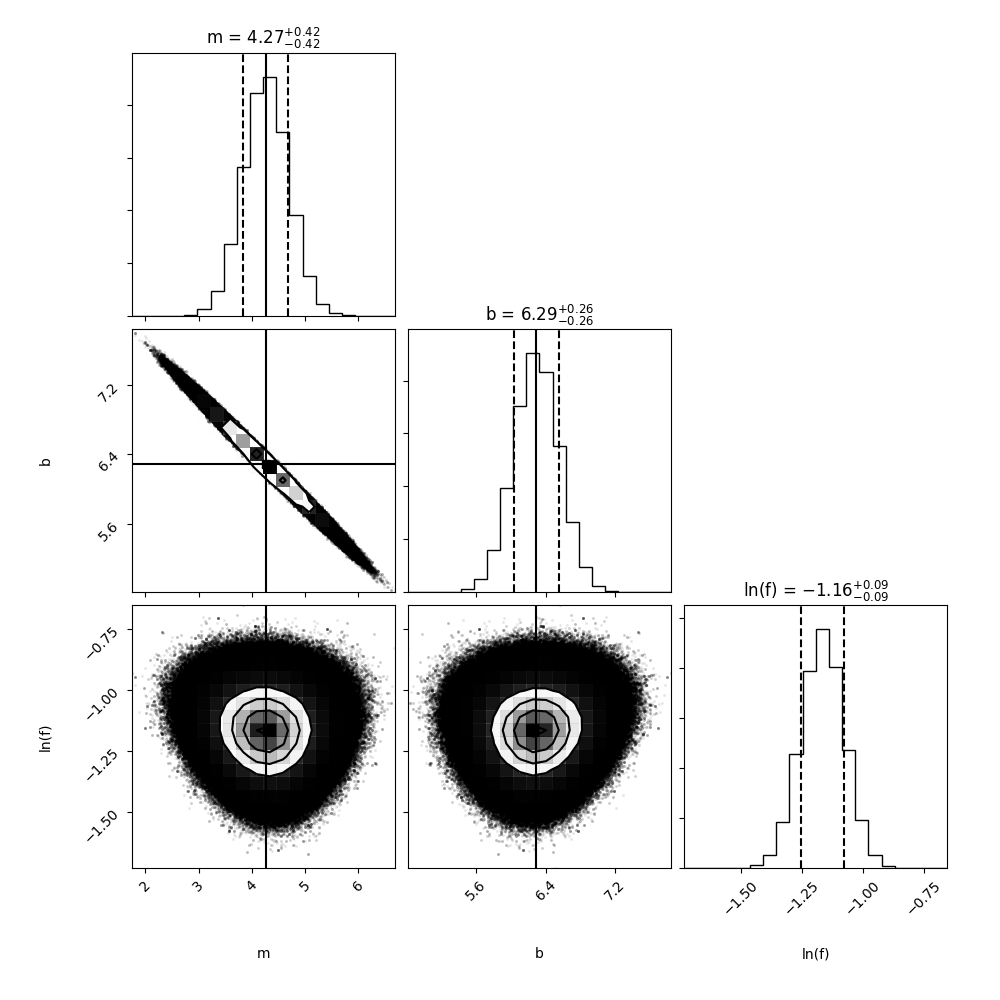 m = 4.27+0.42−0.42
b = 6.29+0.26−0.26
7.2
6.4
5.6
b
ln(f) = −1.16+0.09−0.09
−0.75
−1.00
−1.25
−1.50
ln(f)
2 3 4 5 6
5.6 6.4 7.2
−1.50 −1.25 −1.00 −0.75
m b ln(f)